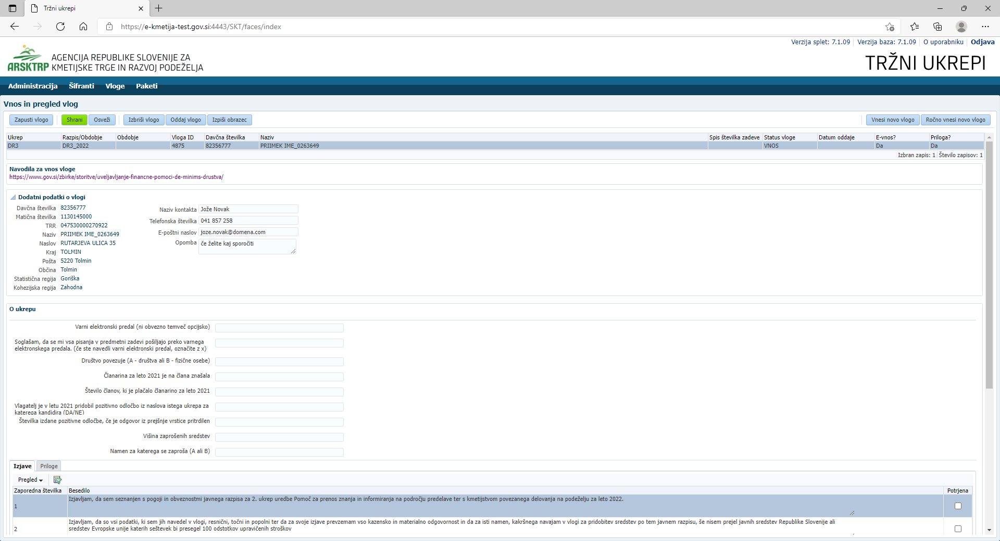 Tržni ukrepi
https://e-kmetija-test.gov.si:4443/SKT/faces/index
Verzija splet: 7.1.09 Verzija baza: 7.1.09 O uporabniku Odjava
ARSKTRP
AGENCIJA REPUBLIKE SLOVENIJE ZA
KMETIJSKE TRGE IN RAZVOJ PODEŽELJA
TRŽNI UKREPI
Administracija Šifranti Vloge Paketi
Vnos in pregled vlog
Zapusti vlogo Shrani Osveži Izbriši vlogo Oddaj vlogo Izpiši obrazec Vnesi novo vlogo Ročno vnesi novo vlogo
Ukrep Razpis/Obdobje Obdobje Vloga ID Davčna številka Naziv Spis številka zadeve Status vloge Datum oddaje E-vnos? Priloga?
DR3 DR3_2022 4875 82356777 PRIIMEK IME_0263649 VNOS Da Da
Izbran zapis: 1 Število zapisov: 1
Navodila za vnos vloge
https://www.gov.si/zbirke/storitve/uveljavljanje-financne-pomoci-de-minims-drustva/
Dodatni podatki o vlogi
Davčna številka 82356777
Matična številka 1130145000
TRR 047530000270922
Naziv PRIIMEK IME_0263649
Naslov RUTARJEVA ULICA 35
Kraj TOLMIN
Pošta 5220 Tolmin
Občina Tolmin
Statistična regija Goriška
Kohezijska regija Zahodna
Naziv kontakta Jože Novak
Telefonska številka 041 857 258
E-poštni naslov joze.novak@domena.com
Opomba če želite kaj sporočiti
O ukrepu
Varni elektronski predal (ni obvezno temveč opcijsko)
Soglašam, da se mi vsa pisanja v predmetni zadevi pošiljajo preko varnega
elektronskega predala. (če ste navedli varni elektronski predal, označite z x)
Društvo povezuje (A - društva ali B - fizične osebe)
Članarina za leto 2021 je na člana znašala
Število članov, ki je plačalo članarino za leto 2021
Vlagatelj je v letu 2021 pridobil pozitivno odločbo iz naslova istega ukrepa za
katerega kandidira (DA/NE)
Številka izdane pozitivne odločbe, če je odgovor iz prejšnje vrstice pritrdilen
Višina zaprošenih sredstev
Namen za katerega se zaproša (A ali B)
Izjave Priloge
Pregled
Zaporedna številka Besedilo Potrjena
1 Izjavljam, da sem seznanjen s pogoji in obveznostmi javnega razpisa za 2. ukrep uredbe Pomoč za prenos znanja in informiranja na področju predelave ter s kmetijstvom povezanega delovanja na podeželju za leto 2022.
2 Izjavljam, da so vsi podatki, ki sem jih navedel v vlogi, resnični, točni in popolni ter da za svoje izjave prevzemam vso kazensko in materialno odgovornost in da za isti namen, kakršnega navajam v vlogi za pridobitev sredstev po tem javnem razpisu, še nisem prejel javnih sredstev Republike Slovenije ali
sredstev Evropske unije katerih seštevek bi presegel 100 odstotkov upravičenih stroškov